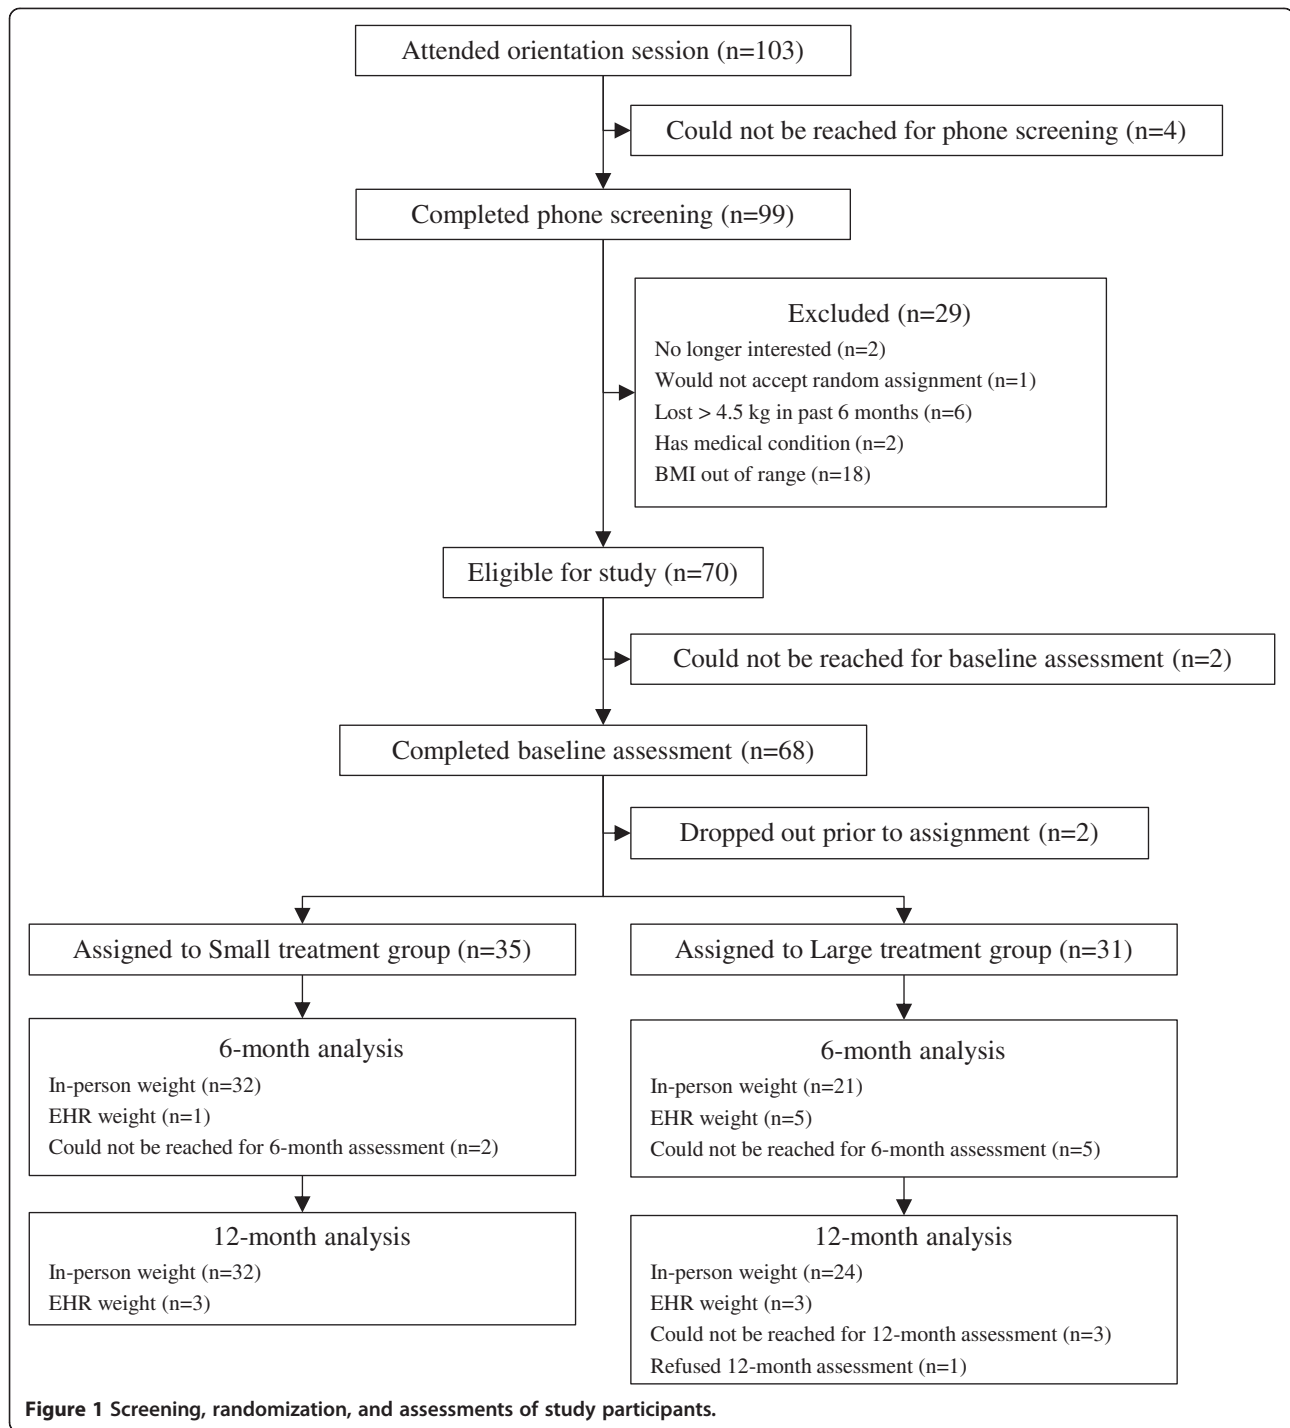 Attended orientation session (n=103)
Could not be reached for phone screening (n=4)
Completed phone screening (n=99)
Excluded (n=29)
No longer interested (n=2)
Would not accept random assignment (n=1)
Lost > 4.5 kg in past 6 months (n=6)
Has medical condition (n=2)
BMI out of range (n=18)
Eligible for study (n=70)
Could not be reached for baseline assessment (n=2)
Completed baseline assessment (n=68)
Dropped out prior to assignment (n=2)
Assigned to Small treatment group (n=35)
Assigned to Large treatment group (n=31)
6-month analysis
In-person weight (n=32)
EHR weight (n=1)
Could not be reached for 6-month assessment (n=2)
6-month analysis
In-person weight (n=21)
EHR weight (n=5)
Could not be reached for 6-month assessment (n=5)
12-month analysis
In-person weight (n=32)
EHR weight (n=3)
12-month analysis
In-person weight (n=24)
EHR weight (n=3)
Could not be reached for 12-month assessment (n=3)
Refused 12-month assessment (n=1)
Figure 1 Screening, randomization, and assessments of study participants.